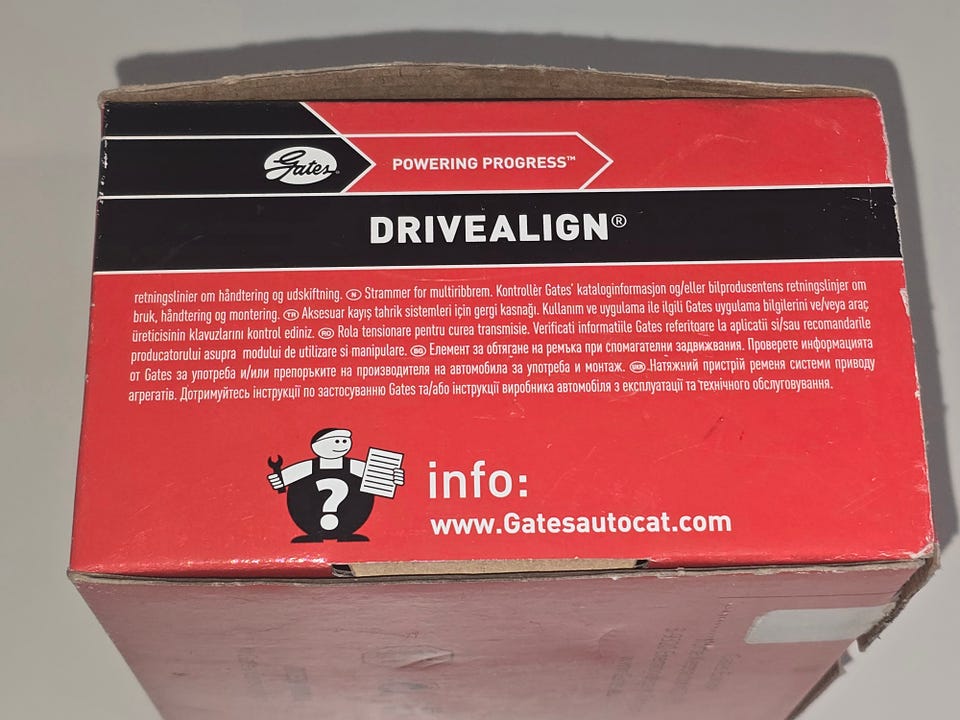 Gates®
POWERING PROGRESS™
DRIVEALIGN®
retningslinier om håndtering og udskiftning. (N) Strammer for multiribbrem. Kontrollèr Gates' kataloginformasjon og/eller bilprodusentens retningslinjer om
bruk, håndtering og montering. (TR) Aksesuar kayış tahrik sistemleri için gergi kasnağı. Kullanım ve uygulama ile ilgili Gates uygulama bilgilerini ve/veya araç
üreticisinin klavuzlarını kontrol ediniz. (RO) Rola tensionare pentru curea transmisie. Verificati informatiile Gates referitoare la aplicatii si/sau recomandarile
producatorului asupra modului de utilizare si manipulare. (BG) Елемент за обтягане на ремъка при спомагателни задвижвания. Проверете информацията
от Gates за употреба и/или препоръките на производителя на автомобила за употреба и монтаж. (UKR) .Натяжний пристрій ременя системи приводу
агрегатів. Дотримуйтесь інструкції по застосуванню Gates та/або інструкції виробника автомобіля з експлуатації та технічного обслуговування.
?
info:
www.Gatesautocat.com